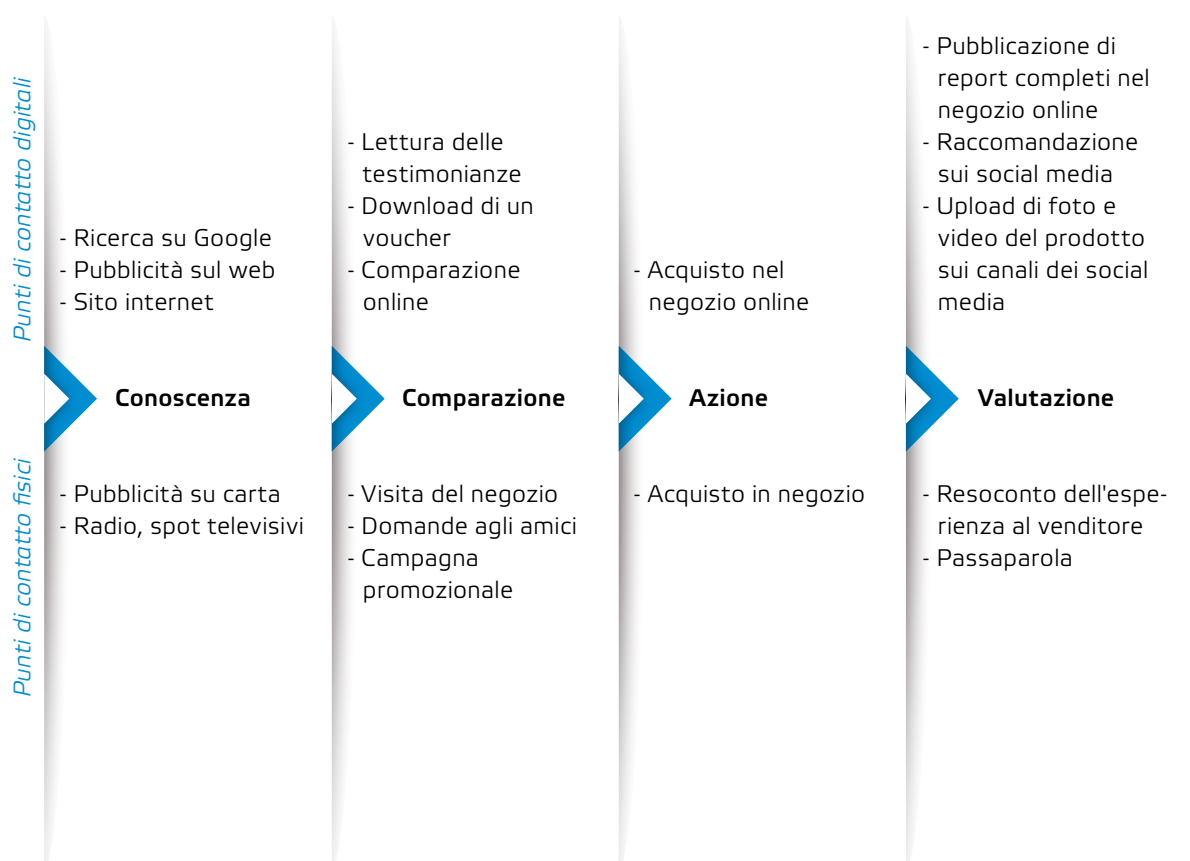 Punti di contatto digitali
- Ricerca su Google
- Pubblicità sul web
- Sito internet
- Lettura delle
testimonianze
- Download di un
voucher
- Comparazione
online
- Acquisto nel
negozio online
- Pubblicazione di
report completi nel
negozio online
- Raccomandazione
sui social media
- Upload di foto e
video del prodotto
sui canali dei social
media
Conoscenza
Comparazione
Azione
Valutazione
Punti di contatto fisici
- Pubblicità su carta
- Radio, spot televisivi
- Visita del negozio
- Domande agli amici
- Campagna
promozionale
- Acquisto in negozio
- Resoconto dell'espe-
rienza al venditore
- Passaparola